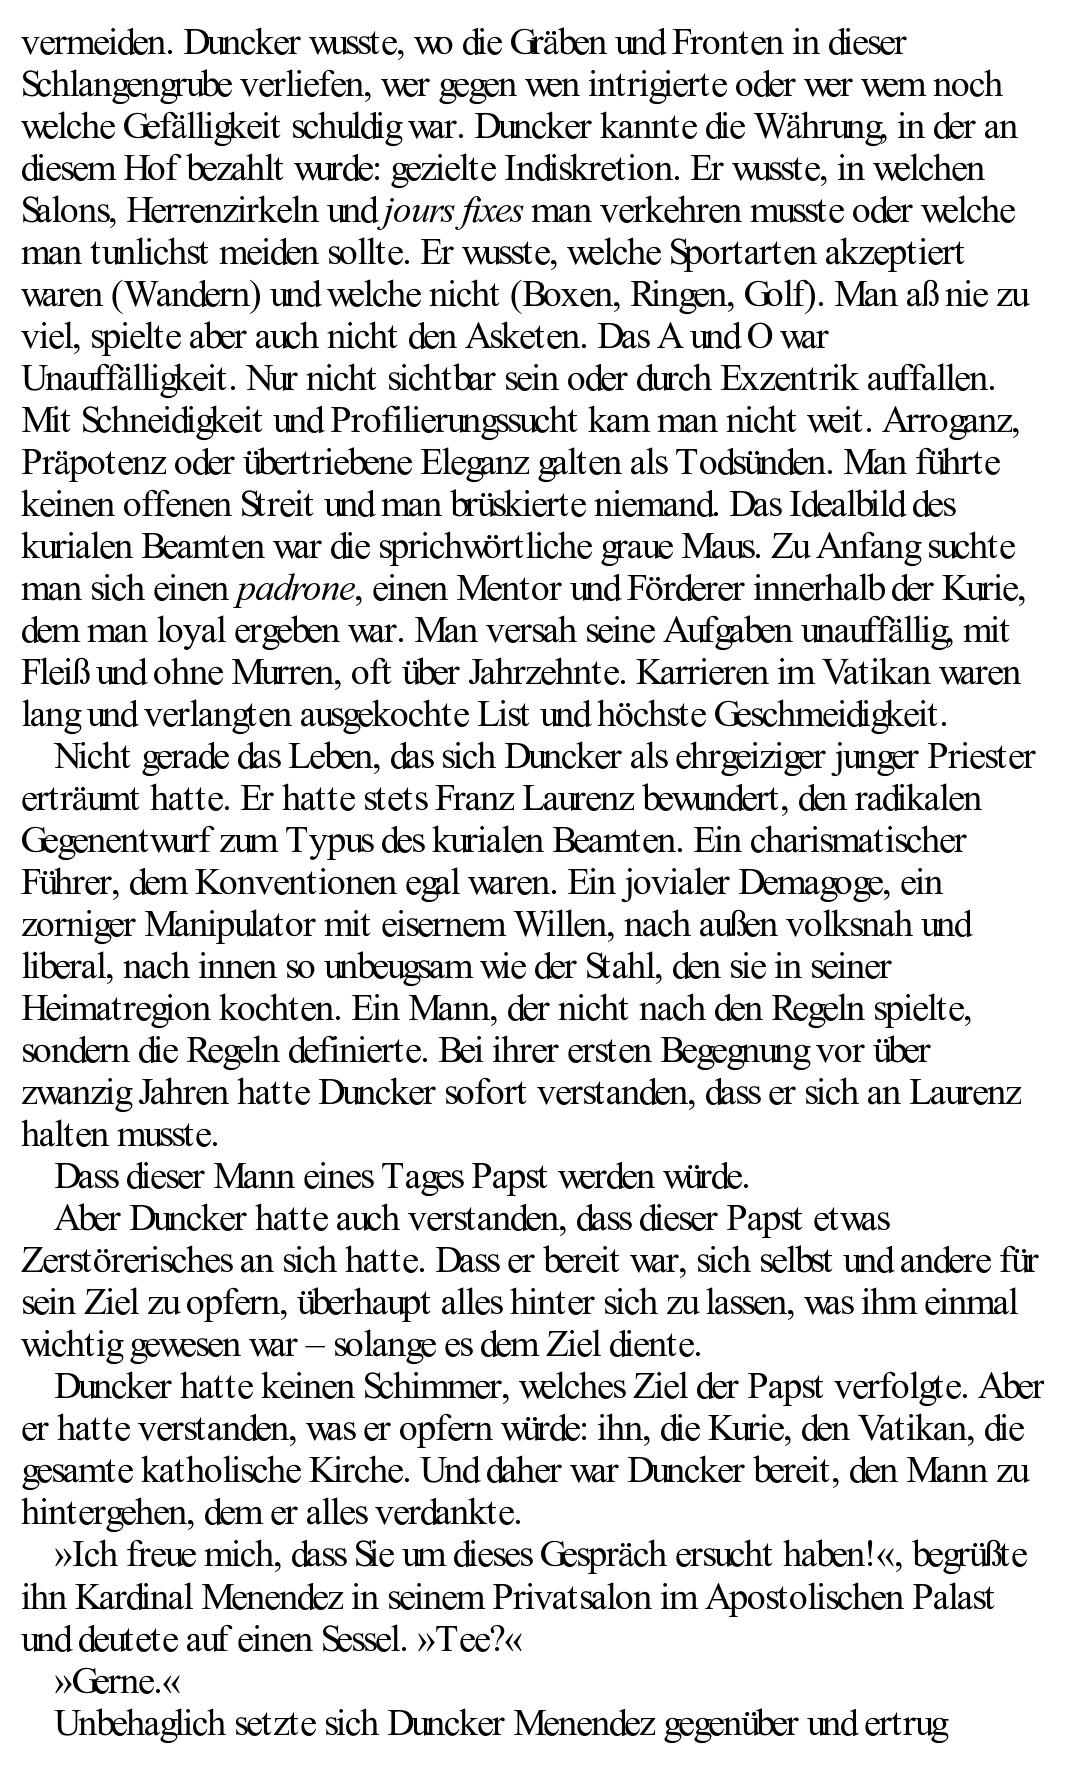 vermeiden. Duncker wusste, wo die Gräben und Fronten in dieser
Schlangengrube verliefen, wer gegen wen intrigierte oder wer wem noch
welche Gefälligkeit schuldig war. Duncker kannte die Währung, in der an
diesem Hof bezahlt wurde: gezielte Indiskretion. Er wusste, in welchen
Salons, Herrenzirkeln und jours fixes man verkehren musste oder welche
man tunlichst meiden sollte. Er wusste, welche Sportarten akzeptiert
waren (Wandern) und welche nicht (Boxen, Ringen, Golf). Man aß nie zu
viel, spielte aber auch nicht den Asketen. Das A und O war
Unauffälligkeit. Nur nicht sichtbar sein oder durch Exzentrik auffallen.
Mit Schneidigkeit und Profilierungssucht kam man nicht weit. Arroganz,
Präpotenz oder übertriebene Eleganz galten als Todsünden. Man führte
keinen offenen Streit und man brüskierte niemand. Das Idealbild des
kurialen Beamten war die sprichwörtliche graue Maus. Zu Anfang suchte
man sich einen padrone, einen Mentor und Förderer innerhalb der Kurie,
dem man loyal ergeben war. Man versah seine Aufgaben unauffällig, mit
Fleiß und ohne Murren, oft über Jahrzehnte. Karrieren im Vatikan waren
lang und verlangten ausgekochte List und höchste Geschmeidigkeit.
Nicht gerade das Leben, das sich Duncker als ehrgeiziger junger Priester
erträumt hatte. Er hatte stets Franz Laurenz bewundert, den radikalen
Gegenentwurf zum Typus des kurialen Beamten. Ein charismatischer
Führer, dem Konventionen egal waren. Ein jovialer Demagoge, ein
zorniger Manipulator mit eisernem Willen, nach außen volksnah und
liberal, nach innen so unbeugsam wie der Stahl, den sie in seiner
Heimatregion kochten. Ein Mann, der nicht nach den Regeln spielte,
sondern die Regeln definierte. Bei ihrer ersten Begegnung vor über
zwanzig Jahren hatte Duncker sofort verstanden, dass er sich an Laurenz
halten musste.
Dass dieser Mann eines Tages Papst werden würde.
Aber Duncker hatte auch verstanden, dass dieser Papst etwas
Zerstörerisches an sich hatte. Dass er bereit war, sich selbst und andere für
sein Ziel zu opfern, überhaupt alles hinter sich zu lassen, was ihm einmal
wichtig gewesen war – solange es dem Ziel diente.
Duncker hatte keinen Schimmer, welches Ziel der Papst verfolgte. Aber
er hatte verstanden, was er opfern würde: ihn, die Kurie, den Vatikan, die
gesamte katholische Kirche. Und daher war Duncker bereit, den Mann zu
hintergehen, dem er alles verdankte.
»Ich freue mich, dass Sie um dieses Gespräch ersucht haben!«, begrüßte
ihn Kardinal Menendez in seinem Privatsalon im Apostolischen Palast
und deutete auf einen Sessel. »Tee?«
»Gerne.«
Unbehaglich setzte sich Duncker Menendez gegenüber und ertrug